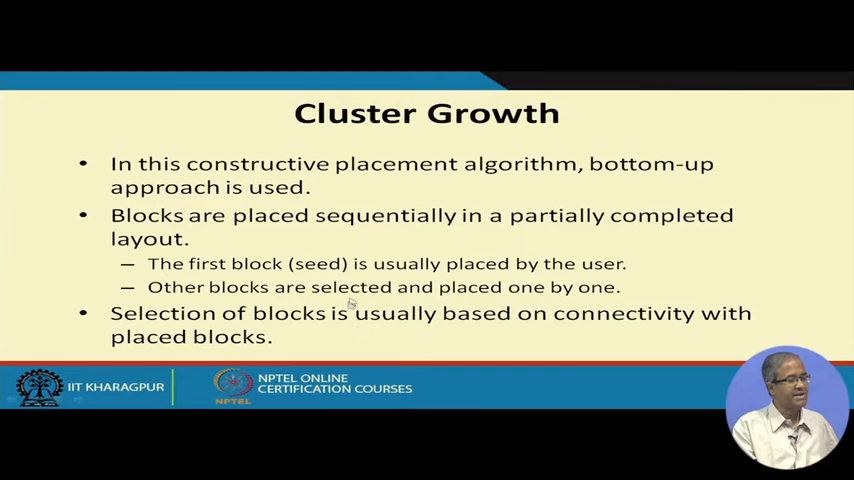 Cluster Growth
• In this constructive placement algorithm, bottom-up
approach is used.
• Blocks are placed sequentially in a partially completed
layout.
– The first block (seed) is usually placed by the user.
– Other blocks are selected and placed one by one.
• Selection of blocks is usually based on connectivity with
placed blocks.
IIT KHARAGPUR
NPTEL
NPTEL ONLINE
CERTIFICATION COURSES